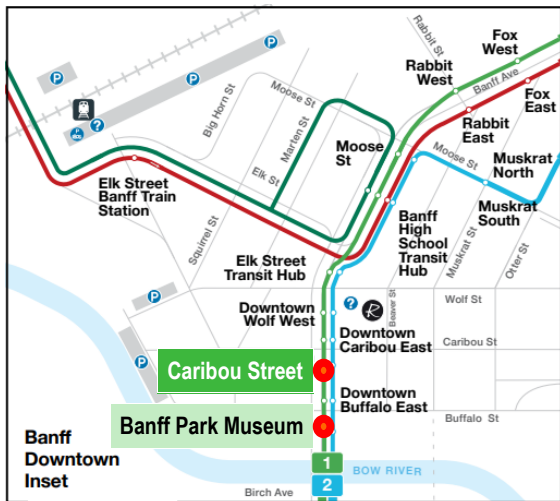 Fox
West
Rabbit St
Rabbit
West
Banff Ave
Fox
East
Rabbit
East
P
P
P
?
Big Horn St
Moose St
Marten St
Moose
St
Elk St
Moose St
Muskrat
North
Elk Street
Banff Train
Station
Squirrel St
Banff
High
School
Transit
Hub
Muskrat
South
Muskrat St
Otter St
Elk Street
Transit Hub
P
?
R
Beaver St
Wolf St
Downtown
Wolf West
Downtown
Caribou East
Caribou St
P
Caribou Street
Downtown
Buffalo East
Banff Park Museum
Buffalo St
Banff
Downtown
Inset
1
2
BOW RIVER
Birch Ave